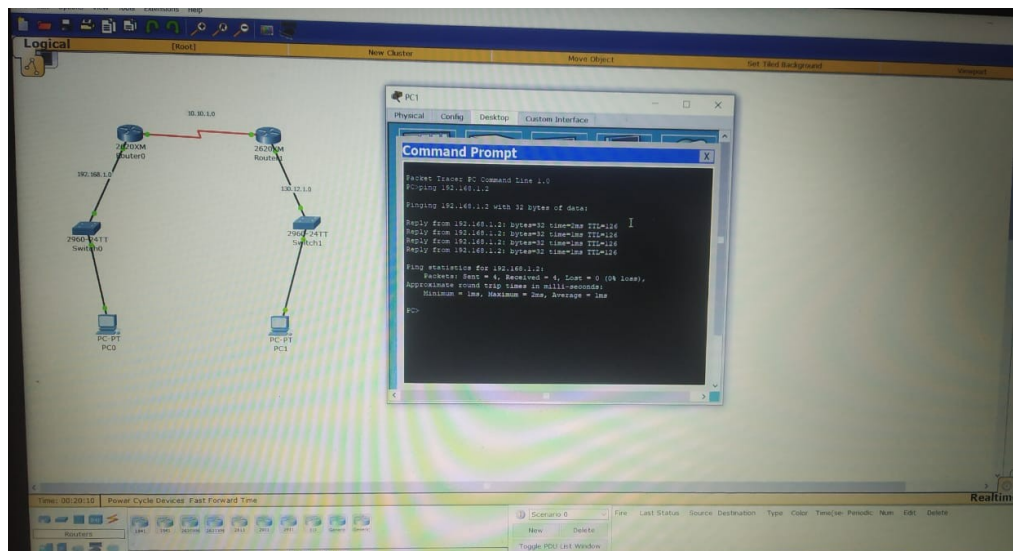 Logical
[Root]
New Cluster
Move Object
Set Tiled Background
Viewport
10.10.1.0
2620XM
Router0
2620XM
Router1
192.168.1.0
130.12.1.0
2960-24TT
Switch0
2960-24TT
Switch1
PC-PT
PC0
PC-PT
PC1
PC1
Physical Config Desktop Custom Interface
Command Prompt
X
Packet Tracer PC Command Line 1.0
PC>ping 192.168.1.2
Pinging 192.168.1.2 with 32 bytes of data:
Reply from 192.168.1.2: bytes=32 time=2ms TTL=126
Reply from 192.168.1.2: bytes=32 time=1ms TTL=126
Reply from 192.168.1.2: bytes=32 time=1ms TTL=126
Reply from 192.168.1.2: bytes=32 time=1ms TTL=126
Ping statistics for 192.168.1.2:
Packets: Sent = 4, Received = 4, Lost = 0 (0% loss),
Approximate round trip times in milli-seconds:
Minimum = 1ms, Maximum = 2ms, Average = 1ms
PC>
Time: 00:20:10 Power Cycle Devices Fast Forward Time
Realtim
Routers
Scenario 0
New Delete
Toggle PDU List Window
Fire Last Status Source Destination Type Color Time(sec Periodic Num Edit Delete